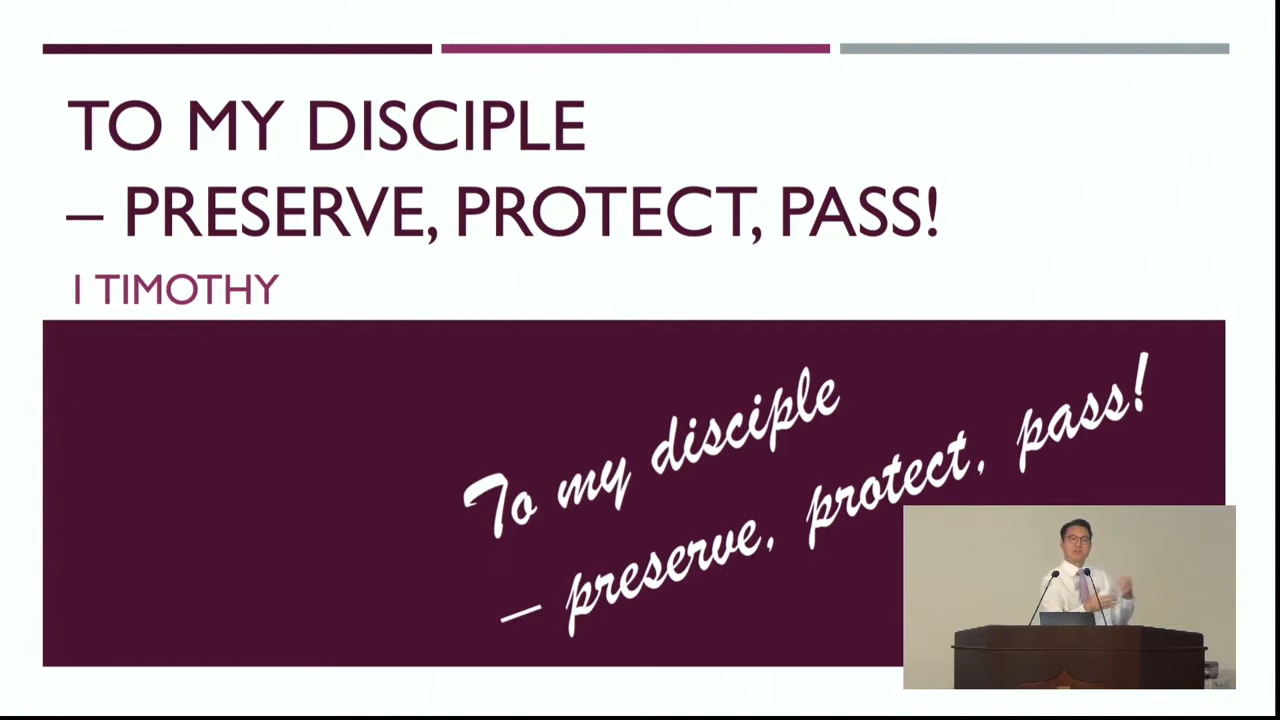 TO MY DISCIPLE
– PRESERVE, PROTECT, PASS!
I TIMOTHY
To my disciple
– preserve, protect, pass!